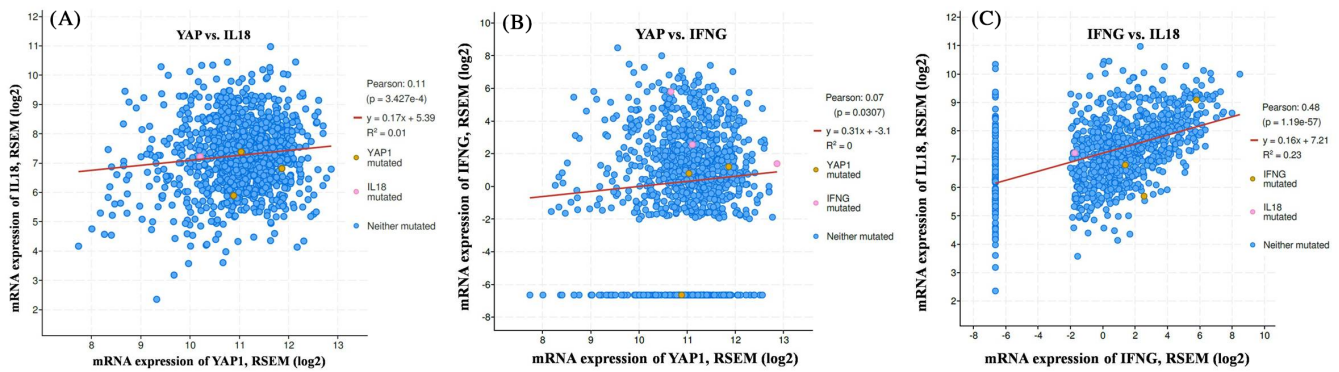 (A)
YAP vs. IL18
mRNA expression of IL18, RSEM (log2)
12
11
10
9
8
7
6
5
4
3
2
8
9
10
11
12
13
mRNA expression of YAP1, RSEM (log2)
Pearson: 0.11
(p = 3.427e-4)
y = 0.17x + 5.39
R² = 0.01
YAP1
mutated
IL18
mutated
Neither mutated
(B)
YAP vs. IFNG
mRNA expression of IFNG, RSEM (log2)
10
8
6
4
2
0
-2
-4
-6
-8
8
9
10
11
12
13
mRNA expression of YAP1, RSEM (log2)
Pearson: 0.07
(p = 0.0307)
y = 0.31x + -3.1
R² = 0
YAP1
mutated
IFNG
mutated
Neither mutated
(C)
IFNG vs. IL18
mRNA expression of IL18, RSEM (log2)
12
11
10
9
8
7
6
5
4
3
2
-8
-6
-4
-2
0
2
4
6
8
10
mRNA expression of IFNG, RSEM (log2)
Pearson: 0.48
(p = 1.19e-57)
y = 0.16x + 7.21
R² = 0.23
IFNG
mutated
IL18
mutated
Neither mutated